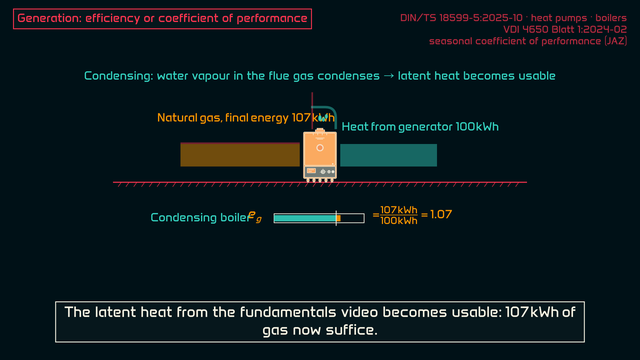 Generation: efficiency or coefficient of performance
DIN/TS 18599-5:2025-10 · heat pumps · boilers
VDI 4650 Blatt 1:2024-02
seasonal coefficient of performance (JAZ)
Condensing: water vapour in the flue gas condenses → latent heat becomes usable
Natural gas, final energy 107kWh
Heat from generator 100kWh
Condensing boiler
e_g
= 107kWh / 100kWh = 1.07
The latent heat from the fundamentals video becomes usable: 107kWh of
gas now suffice.